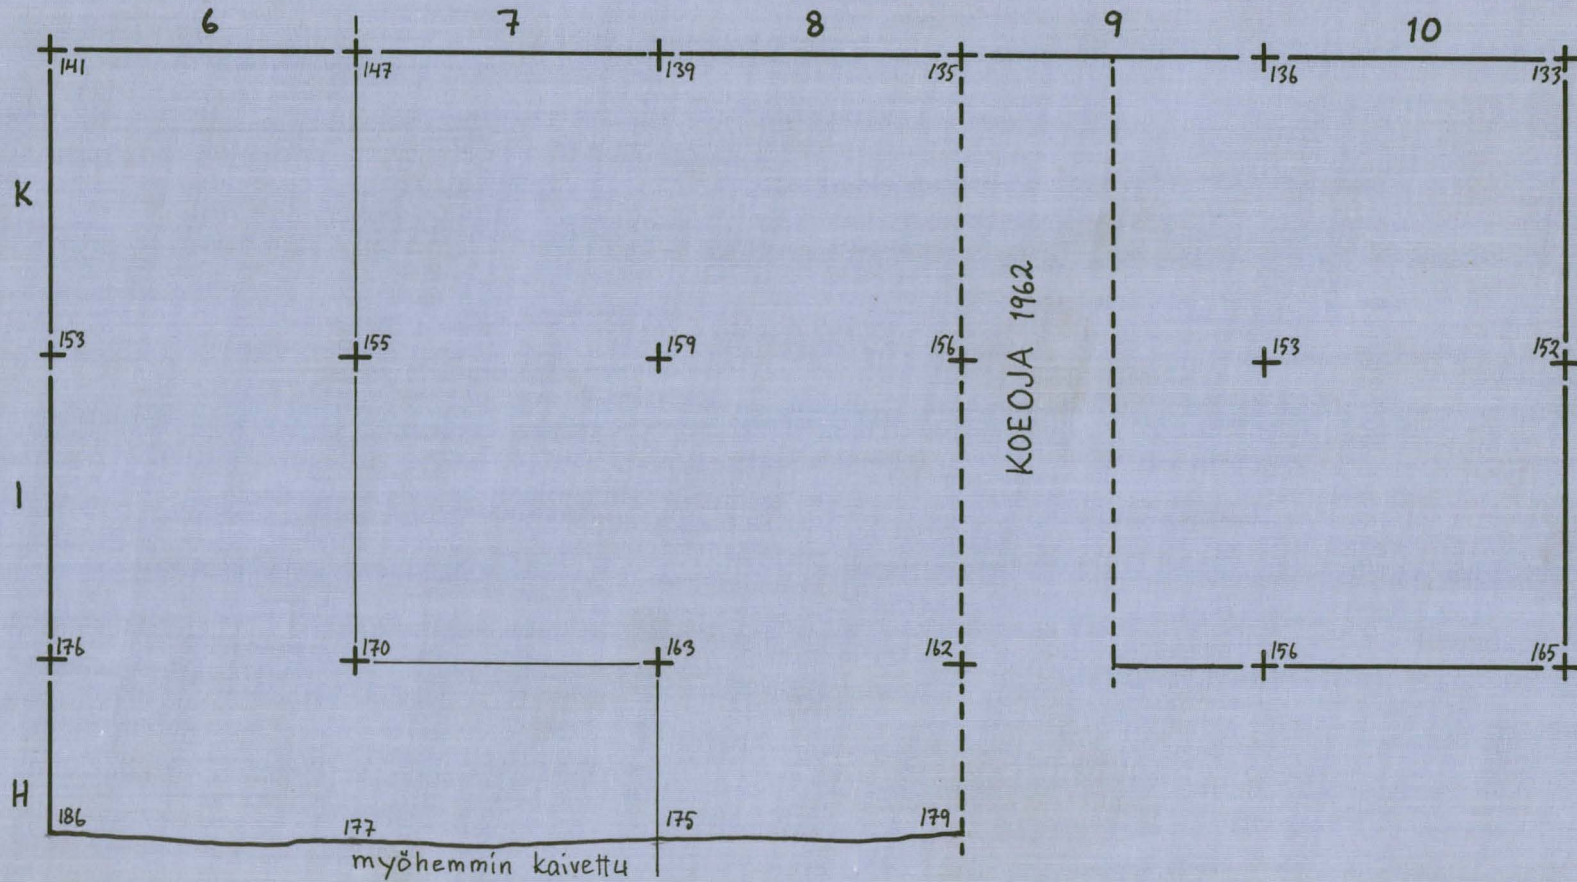 6 7 8 9 10
141 147 139 135 136 133
K
KOEOJA 1962
153 155 159 156 153 152
I
176 170 163 162 156 165
H
186 177 175 179
myöhemmin kaivettu